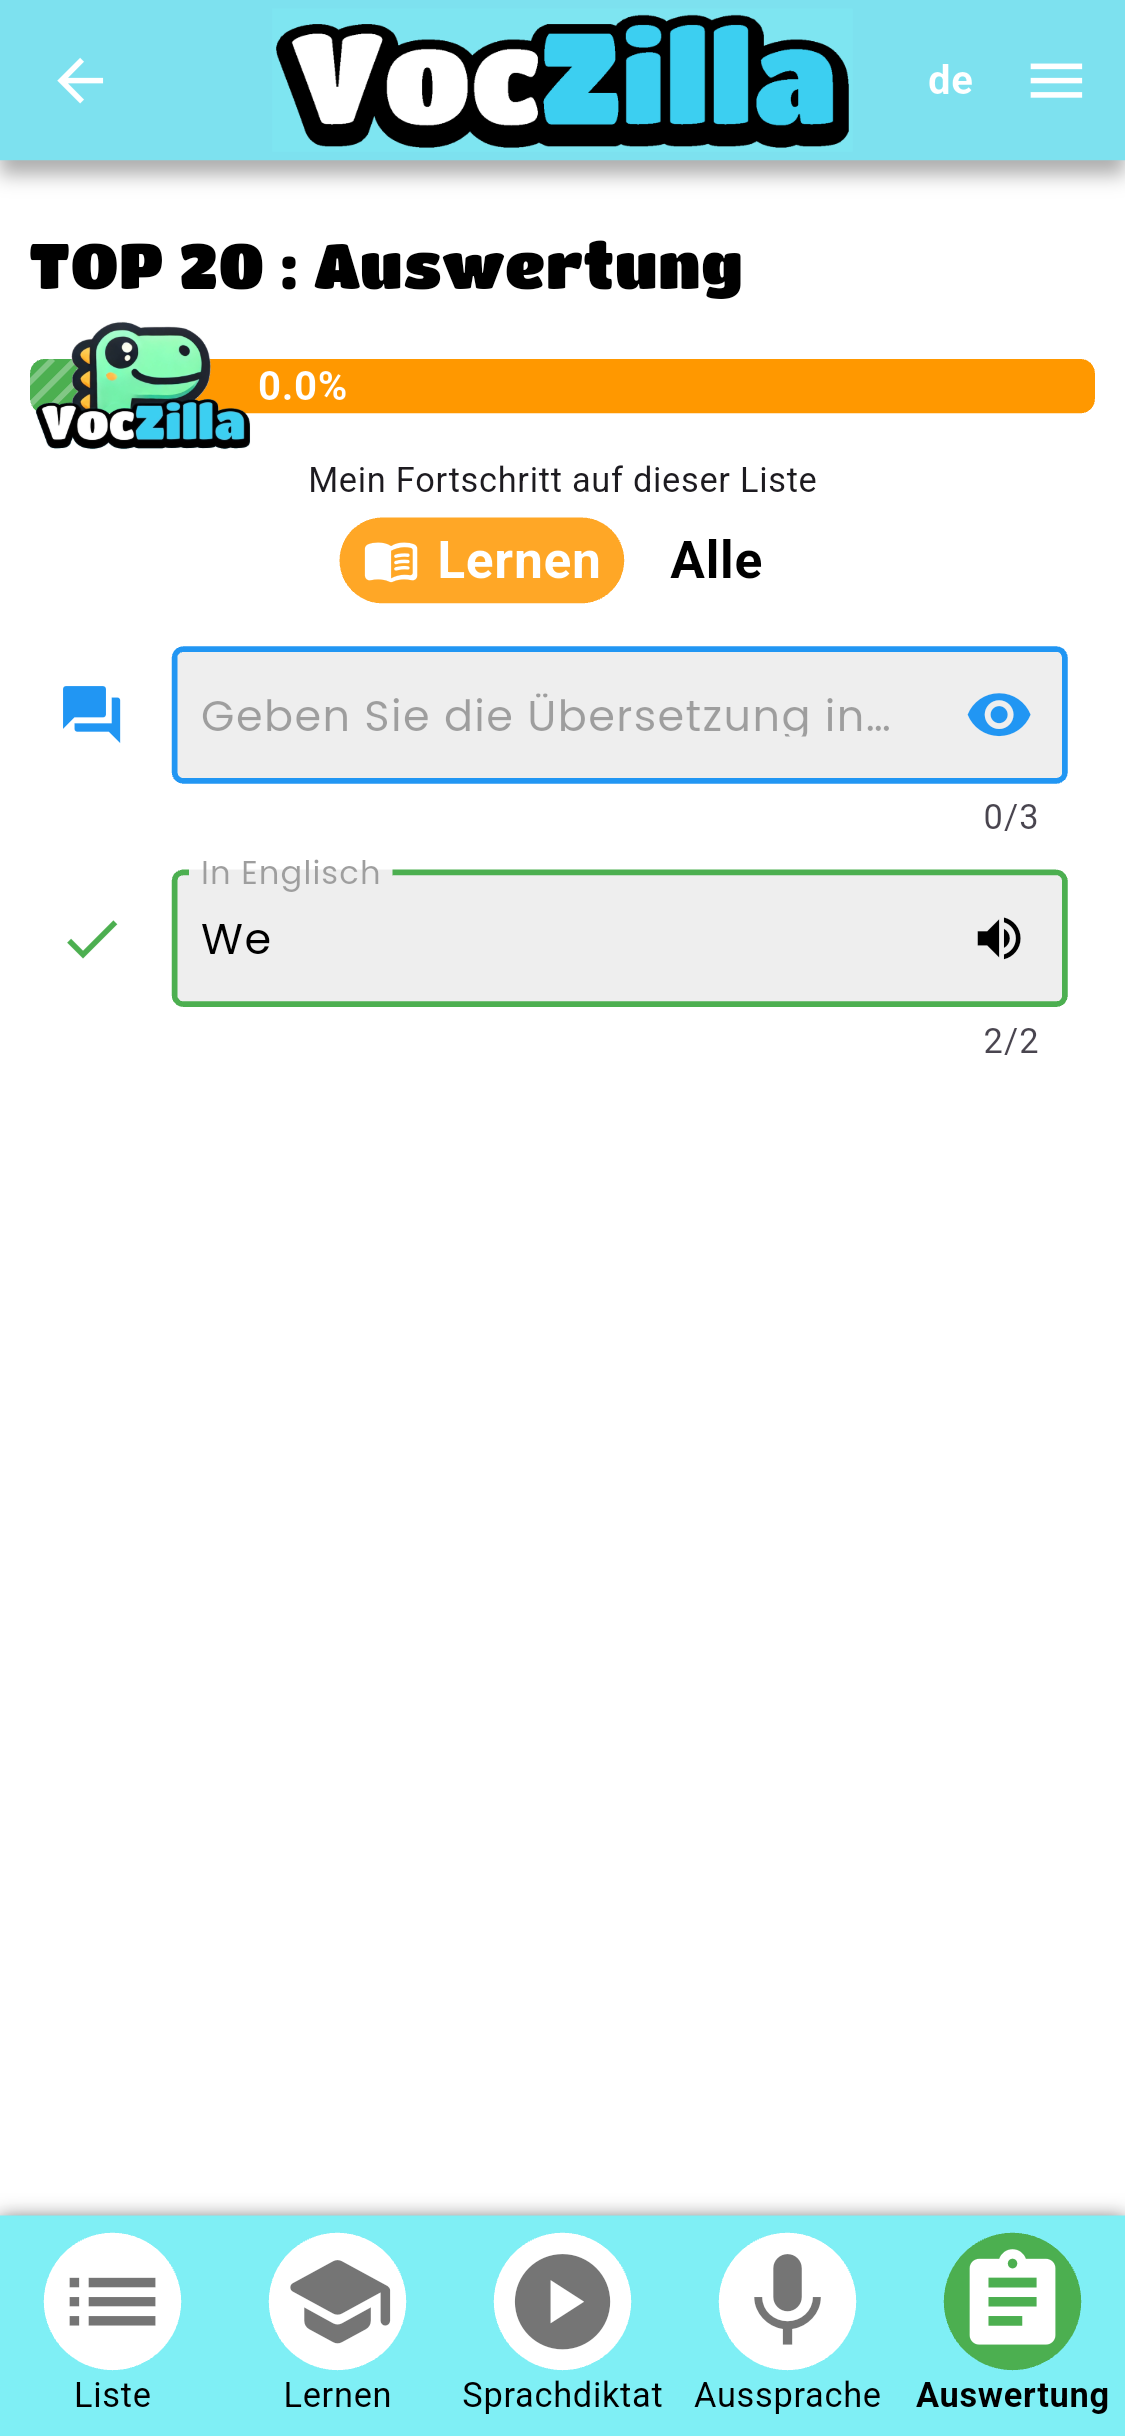 VocZilla
de
TOP 20 : Auswertung
VocZilla
0.0%
Mein Fortschritt auf dieser Liste
Lernen
Alle
Geben Sie die Übersetzung in...
0/3
In Englisch
We
2/2
Liste
Lernen
Sprachdiktat
Aussprache
Auswertung